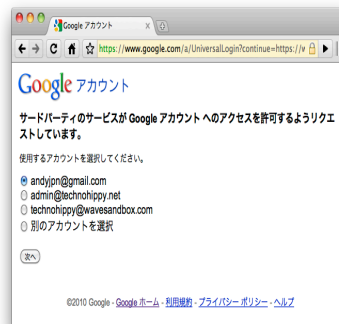 Google アカウント
https://www.google.com/a/UniversalLogin?continue=https://v
Google アカウント
サードパーティのサービスが Google アカウント へのアクセスを許可するようリクエ
ストしています。
使用するアカウントを選択してください。
andyjpn@gmail.com
admin@technohippy.net
technohippy@wavesandbox.com
別のアカウントを選択
次へ
©2010 Google - Google ホーム - 利用規約 - プライバシー ポリシー - ヘルプ